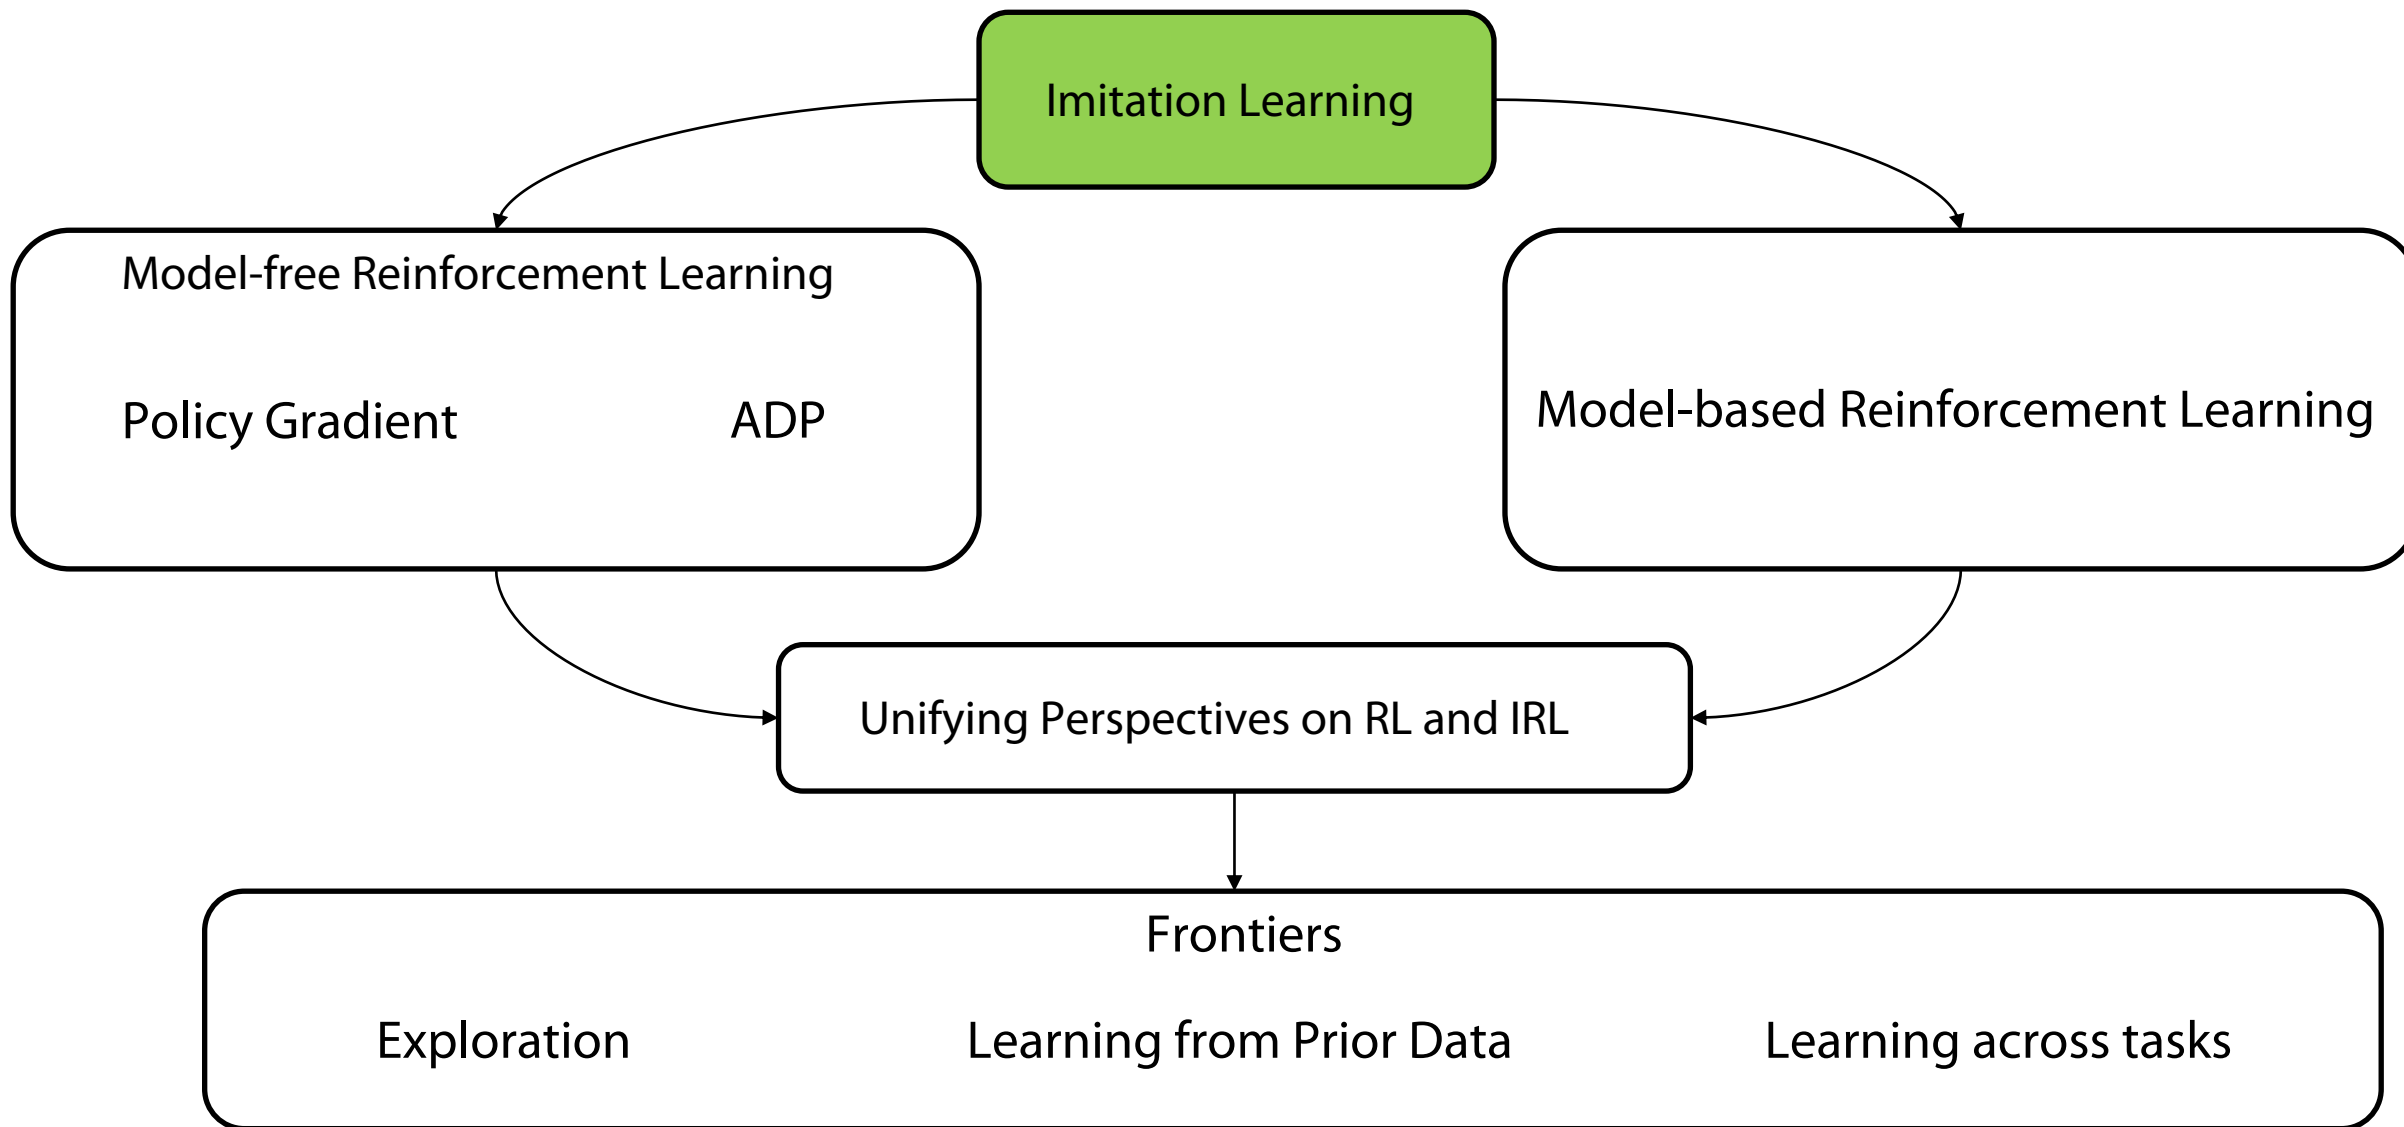 Imitation Learning
Model-free Reinforcement Learning
Policy Gradient
ADP
Model-based Reinforcement Learning
Unifying Perspectives on RL and IRL
Frontiers
Exploration
Learning from Prior Data
Learning across tasks